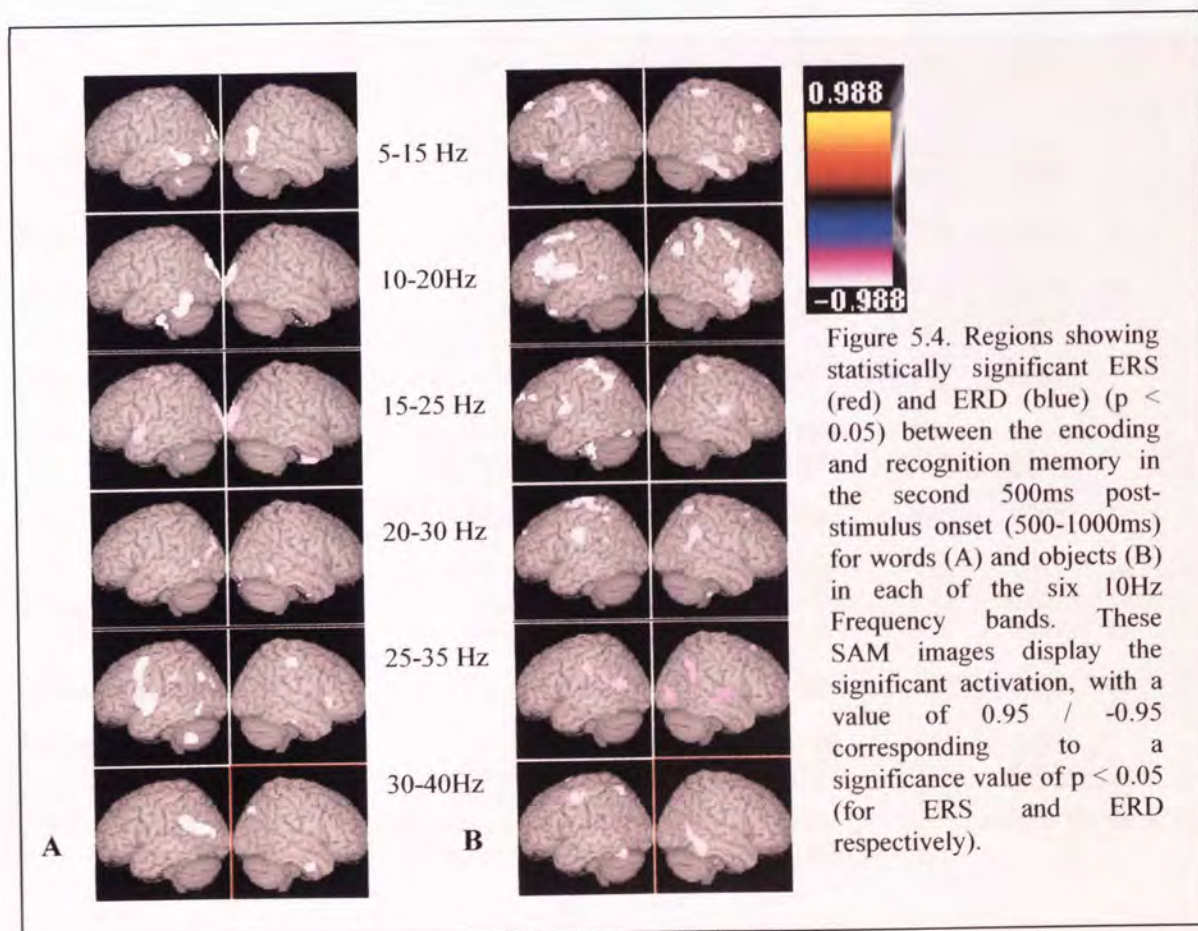 0.988
-0.988
5-15 Hz
10-20Hz
15-25 Hz
20-30 Hz
25-35 Hz
30-40Hz
A
B
Figure 5.4. Regions showing
statistically significant ERS
(red) and ERD (blue) (p <
0.05) between the encoding
and recognition memory in
the second 500ms post-
stimulus onset (500-1000ms)
for words (A) and objects (B)
in each of the six 10Hz
Frequency bands. These
SAM images display the
significant activation, with a
value of 0.95 / -0.95
corresponding to a
significance value of p < 0.05
(for ERS and ERD
respectively).